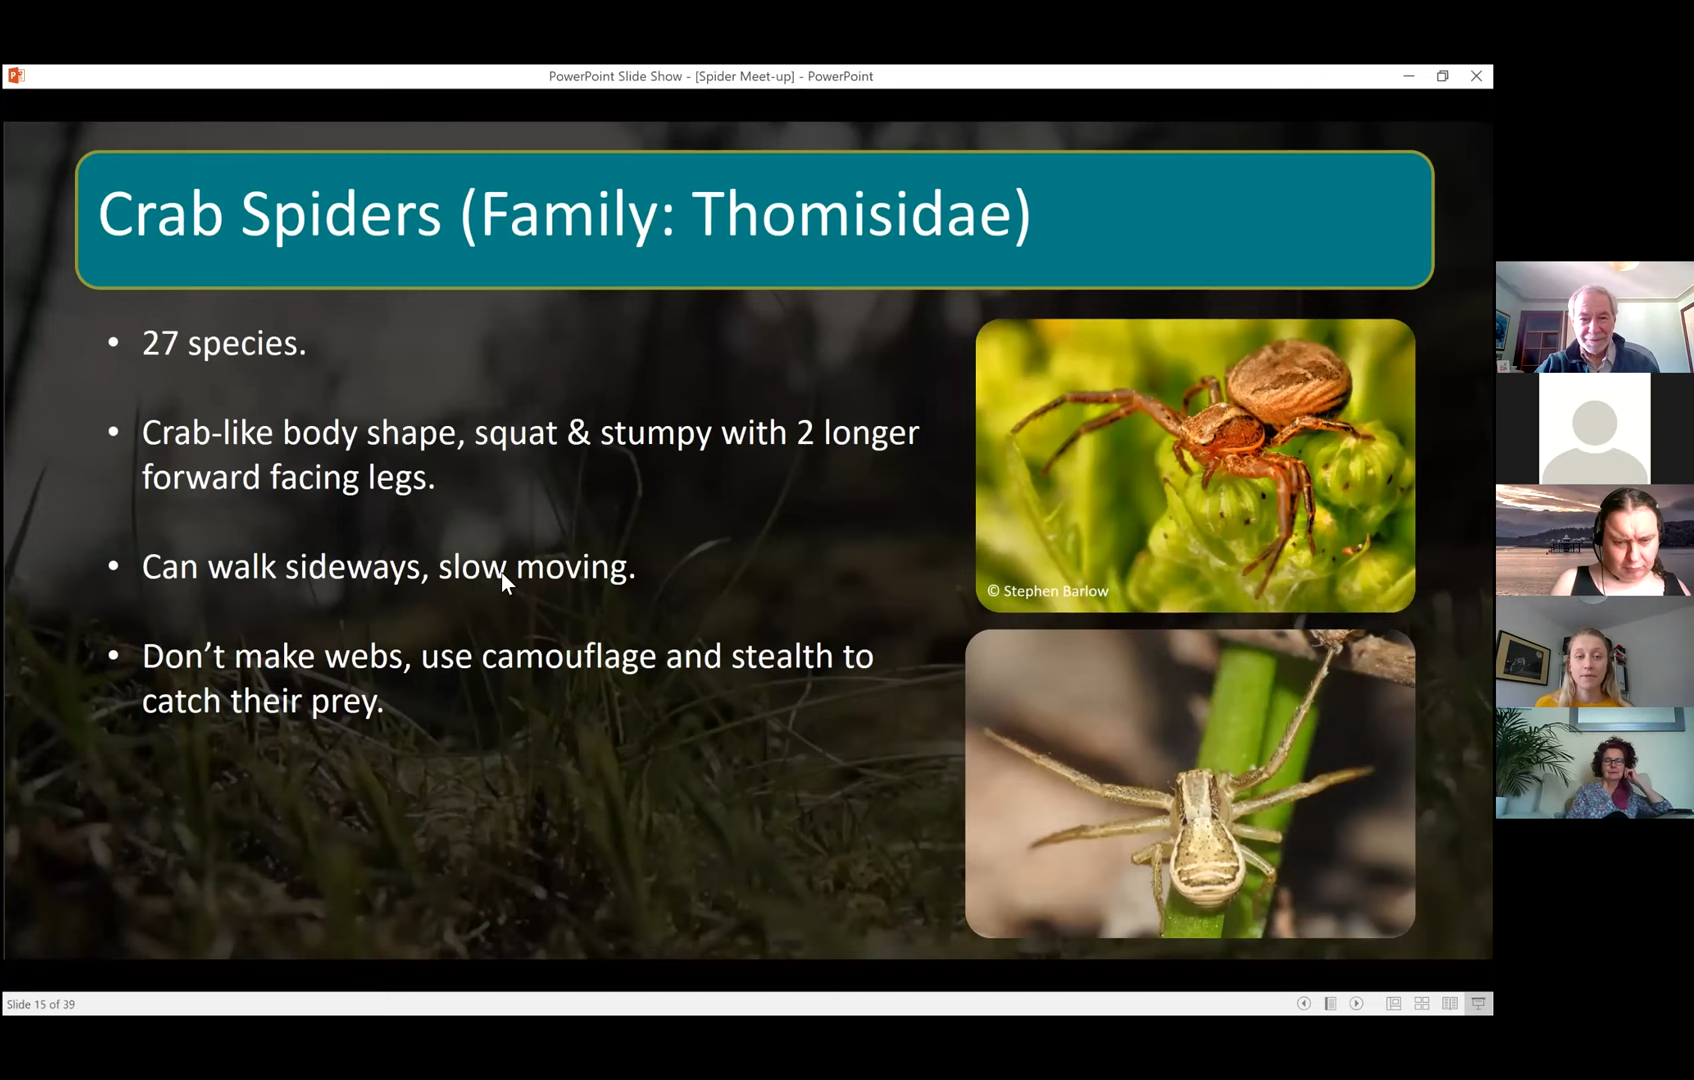 PowerPoint Slide Show - [Spider Meet-up] - PowerPoint
Crab Spiders (Family: Thomisidae)
• 27 species.
• Crab-like body shape, squat & stumpy with 2 longer
forward facing legs.
• Can walk sideways, slow moving.
• Don’t make webs, use camouflage and stealth to
catch their prey.
© Stephen Barlow
Slide 15 of 39